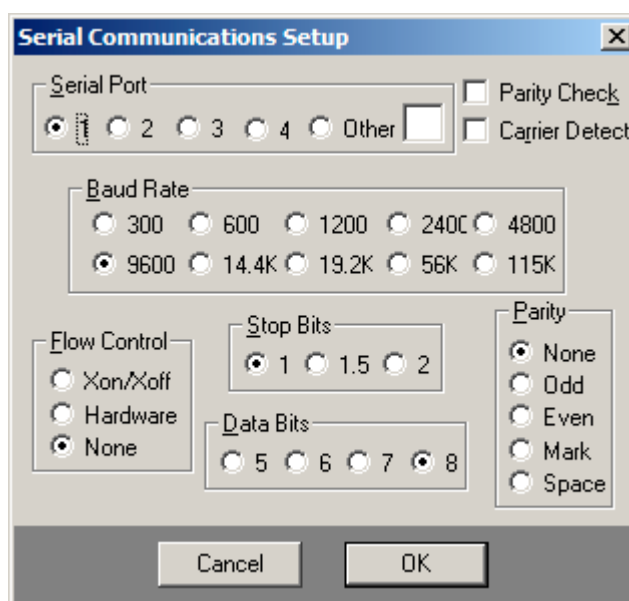 Serial Communications Setup
Serial Port
1 2 3 4 Other
Parity Check
Carrier Detect
Baud Rate
300 600 1200 2400 4800
9600 14.4K 19.2K 56K 115K
Flow Control
Xon/Xoff
Hardware
None
Stop Bits
1 1.5 2
Data Bits
5 6 7 8
Parity
None
Odd
Even
Mark
Space
Cancel OK